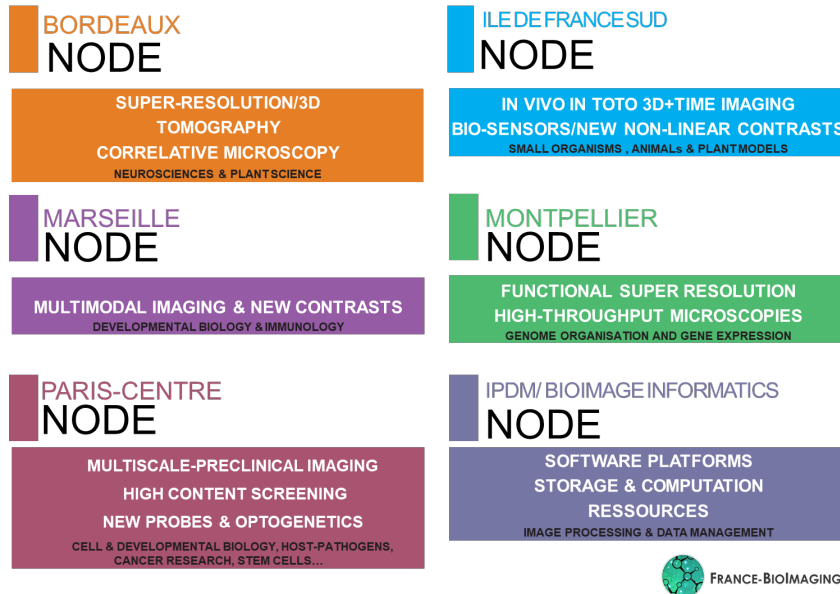 BORDEAUX
NODE
SUPER-RESOLUTION/3D
TOMOGRAPHY
CORRELATIVE MICROSCOPY
NEUROSCIENCES & PLANT SCIENCE
ILE DE FRANCE SUD
NODE
IN VIVO IN TOTO 3D+TIME IMAGING
BIO-SENSORS/NEW NON-LINEAR CONTRASTS
SMALL ORGANISMS , ANIMALs & PLANT MODELS
MARSEILLE
NODE
MULTIMODAL IMAGING & NEW CONTRASTS
DEVELOPMENTAL BIOLOGY & IMMUNOLOGY
MONTPELLIER
NODE
FUNCTIONAL SUPER RESOLUTION
HIGH-THROUGHPUT MICROSCOPIES
GENOME ORGANISATION AND GENE EXPRESSION
PARIS-CENTRE
NODE
MULTISCALE-PRECLINICAL IMAGING
HIGH CONTENT SCREENING
NEW PROBES & OPTOGENETICS
CELL & DEVELOPMENTAL BIOLOGY, HOST-PATHOGENS,
CANCER RESEARCH, STEM CELLS...
IPDM/ BIOIMAGE INFORMATICS
NODE
SOFTWARE PLATFORMS
STORAGE & COMPUTATION
RESSOURCES
IMAGE PROCESSING & DATA MANAGEMENT
FRANCE-BIOIMAGING